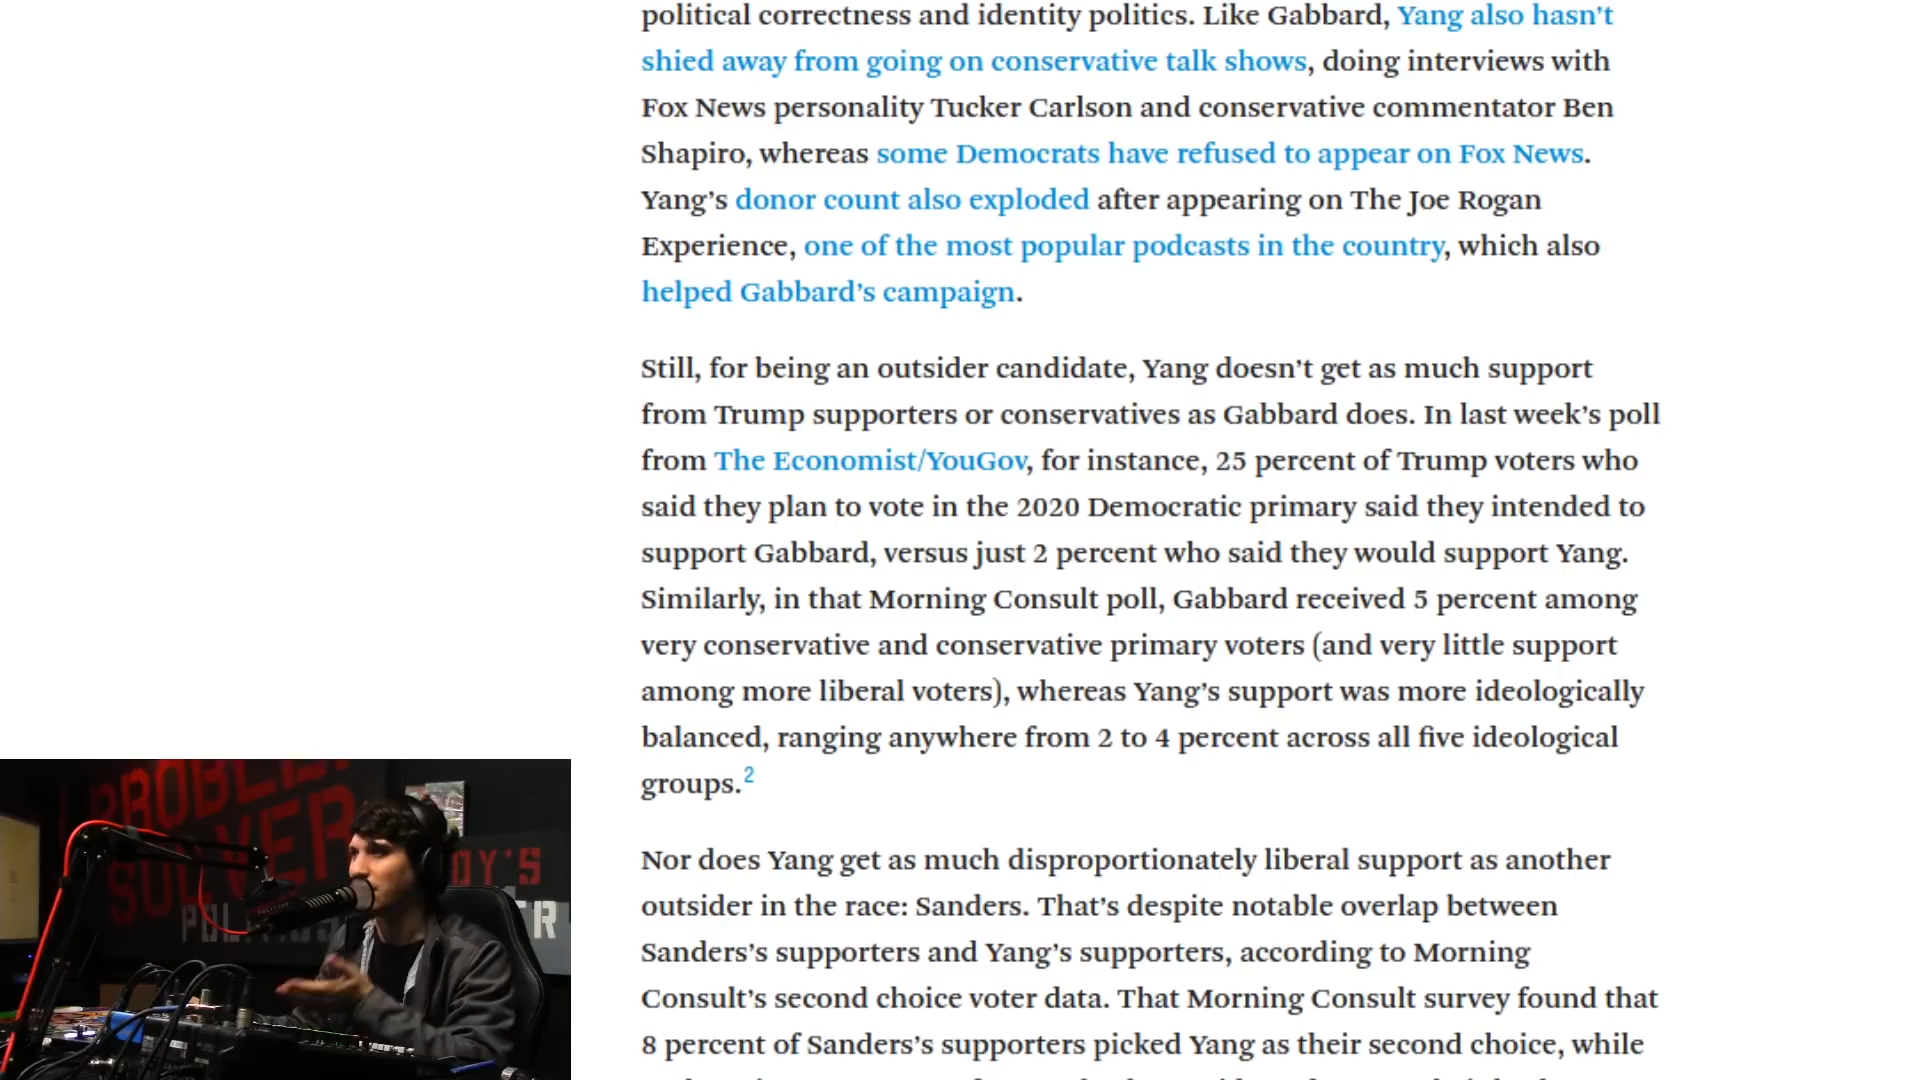 political correctness and identity politics. Like Gabbard, Yang also hasn’t
shied away from going on conservative talk shows, doing interviews with
Fox News personality Tucker Carlson and conservative commentator Ben
Shapiro, whereas some Democrats have refused to appear on Fox News.
Yang’s donor count also exploded after appearing on The Joe Rogan
Experience, one of the most popular podcasts in the country, which also
helped Gabbard’s campaign.
Still, for being an outsider candidate, Yang doesn’t get as much support
from Trump supporters or conservatives as Gabbard does. In last week’s poll
from The Economist/YouGov, for instance, 25 percent of Trump voters who
said they plan to vote in the 2020 Democratic primary said they intended to
support Gabbard, versus just 2 percent who said they would support Yang.
Similarly, in that Morning Consult poll, Gabbard received 5 percent among
very conservative and conservative primary voters (and very little support
among more liberal voters), whereas Yang’s support was more ideologically
balanced, ranging anywhere from 2 to 4 percent across all five ideological
groups.2
Nor does Yang get as much disproportionately liberal support as another
outsider in the race: Sanders. That’s despite notable overlap between
Sanders’s supporters and Yang’s supporters, according to Morning
Consult’s second choice voter data. That Morning Consult survey found that
8 percent of Sanders’s supporters picked Yang as their second choice, while